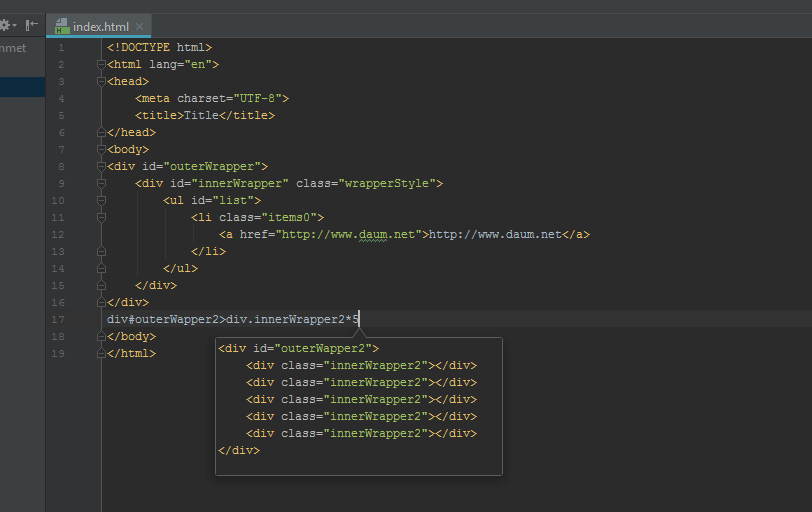 index.html
nmet
1 <!DOCTYPE html>
2 <html lang="en">
3 <head>
4 <meta charset="UTF-8">
5 <title>Title</title>
6 </head>
7 <body>
8 <div id="outerWrapper">
9 <div id="innerWrapper" class="wrapperStyle">
10 <ul id="list">
11 <li class="items0">
12 <a href="http://www.daum.net">http://www.daum.net</a>
13 </li>
14 </ul>
15 </div>
16 </div>
17 div#outerWapper2>div.innerWrapper2*5
18 </body>
19 </html>
<div id="outerWapper2">
<div class="innerWrapper2"></div>
<div class="innerWrapper2"></div>
<div class="innerWrapper2"></div>
<div class="innerWrapper2"></div>
<div class="innerWrapper2"></div>
</div>